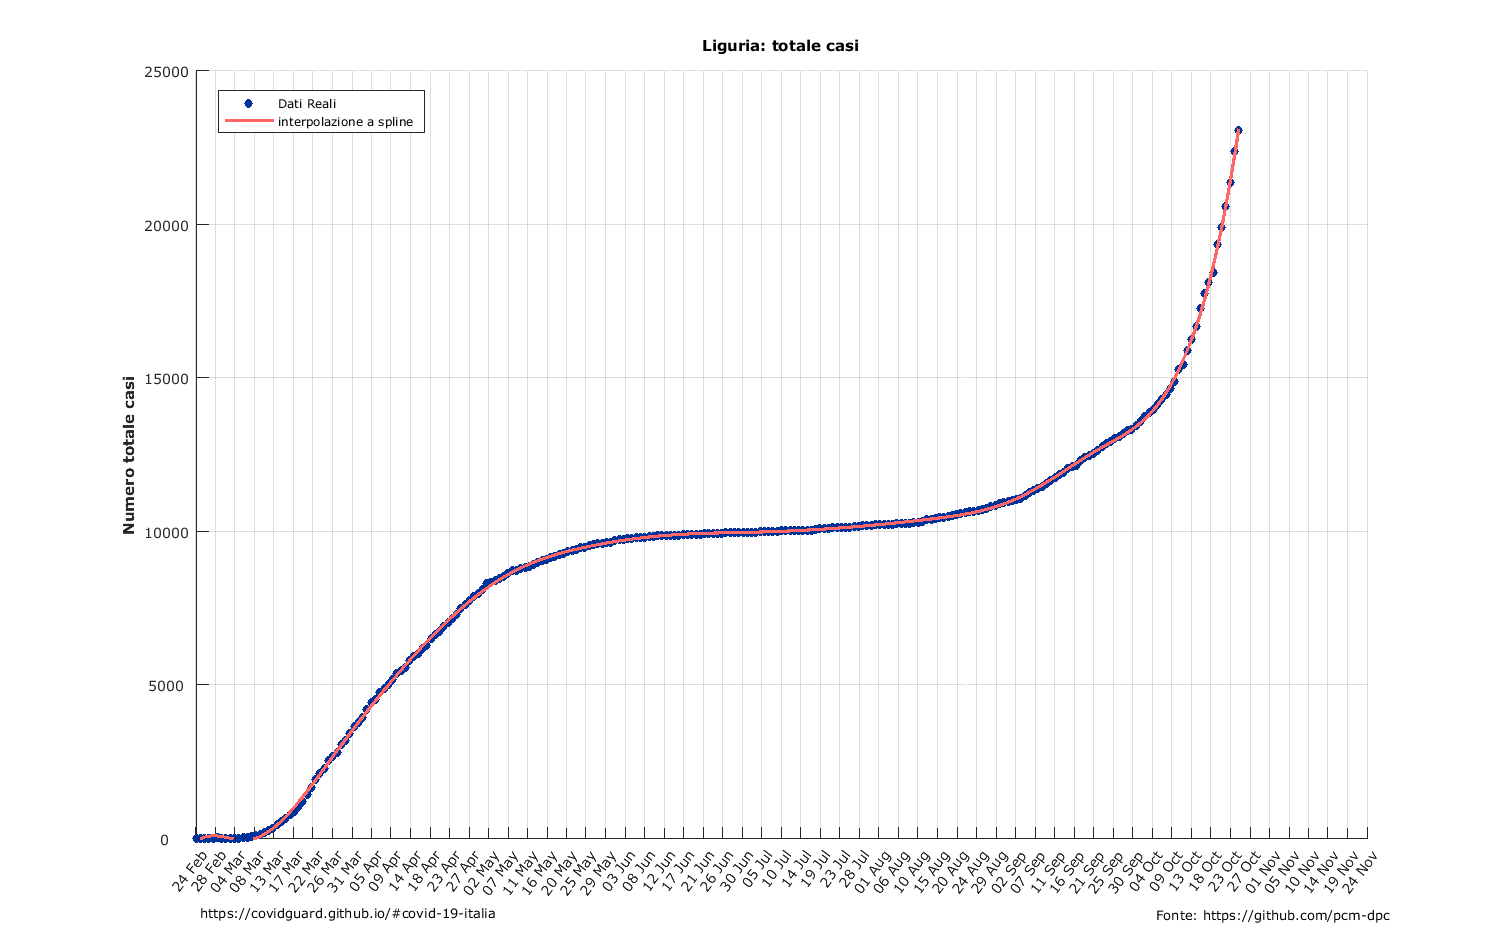 Liguria: totale casi
25000
20000
15000
10000
5000
0
Numero totale casi
Dati Reali
interpolazione a spline
24 Feb
28 Feb
04 Mar
08 Mar
13 Mar
17 Mar
22 Mar
26 Mar
31 Mar
05 Apr
09 Apr
14 Apr
18 Apr
23 Apr
27 Apr
02 May
07 May
11 May
16 May
20 May
25 May
29 May
03 Jun
08 Jun
12 Jun
17 Jun
21 Jun
26 Jun
30 Jun
05 Jul
10 Jul
14 Jul
19 Jul
23 Jul
28 Jul
01 Aug
06 Aug
10 Aug
15 Aug
20 Aug
24 Aug
29 Aug
02 Sep
07 Sep
11 Sep
16 Sep
21 Sep
25 Sep
30 Sep
04 Oct
09 Oct
13 Oct
18 Oct
23 Oct
27 Oct
01 Nov
05 Nov
10 Nov
14 Nov
19 Nov
24 Nov
https://covidguard.github.io/#covid-19-italia
Fonte: https://github.com/pcm-dpc